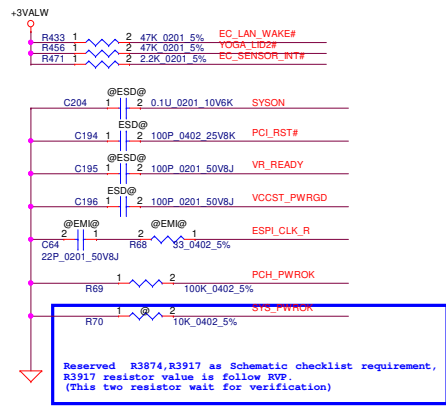 +3VALW
R433 1 2 47K_0201_5% EC_LAN_WAKE#
R456 1 2 47K_0201_5% YOGA_LID2#
R471 1 2 2.2K_0201_5% EC_SENSOR_INT#
@ESD@
C204 1 2 0.1U_0201_10V6K SYSON
ESD@
C194 1 2 100P_0402_25V8K PCI_RST#
@ESD@
C195 1 2 100P_0201_50V8J VR_READY
ESD@
C196 1 2 100P_0201_50V8J VCCST_PWRGD
@EMI@ @EMI@
2 1 1 2 ESPI_CLK_R
C64 R68 33_0402_5%
22P_0201_50V8J
1 2 PCH_PWROK
R69 100K_0402_5%
1 @ 2 SYS_PWROK
R70 10K_0402_5%
Reserved R3874,R3917 as Schematic checklist requirement,
R3917 resistor value is follow RVP.
(This two resistor wait for verification)